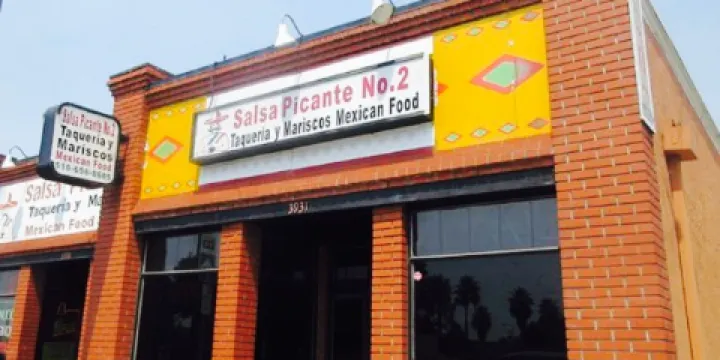 Salsa Picante No.2
Taqueria y
Mariscos
Mexican Food
Salsa Picante No.2
Taqueria y Mariscos Mexican Food
Salsa Pi
Taqueria y
Mexican Food
3931